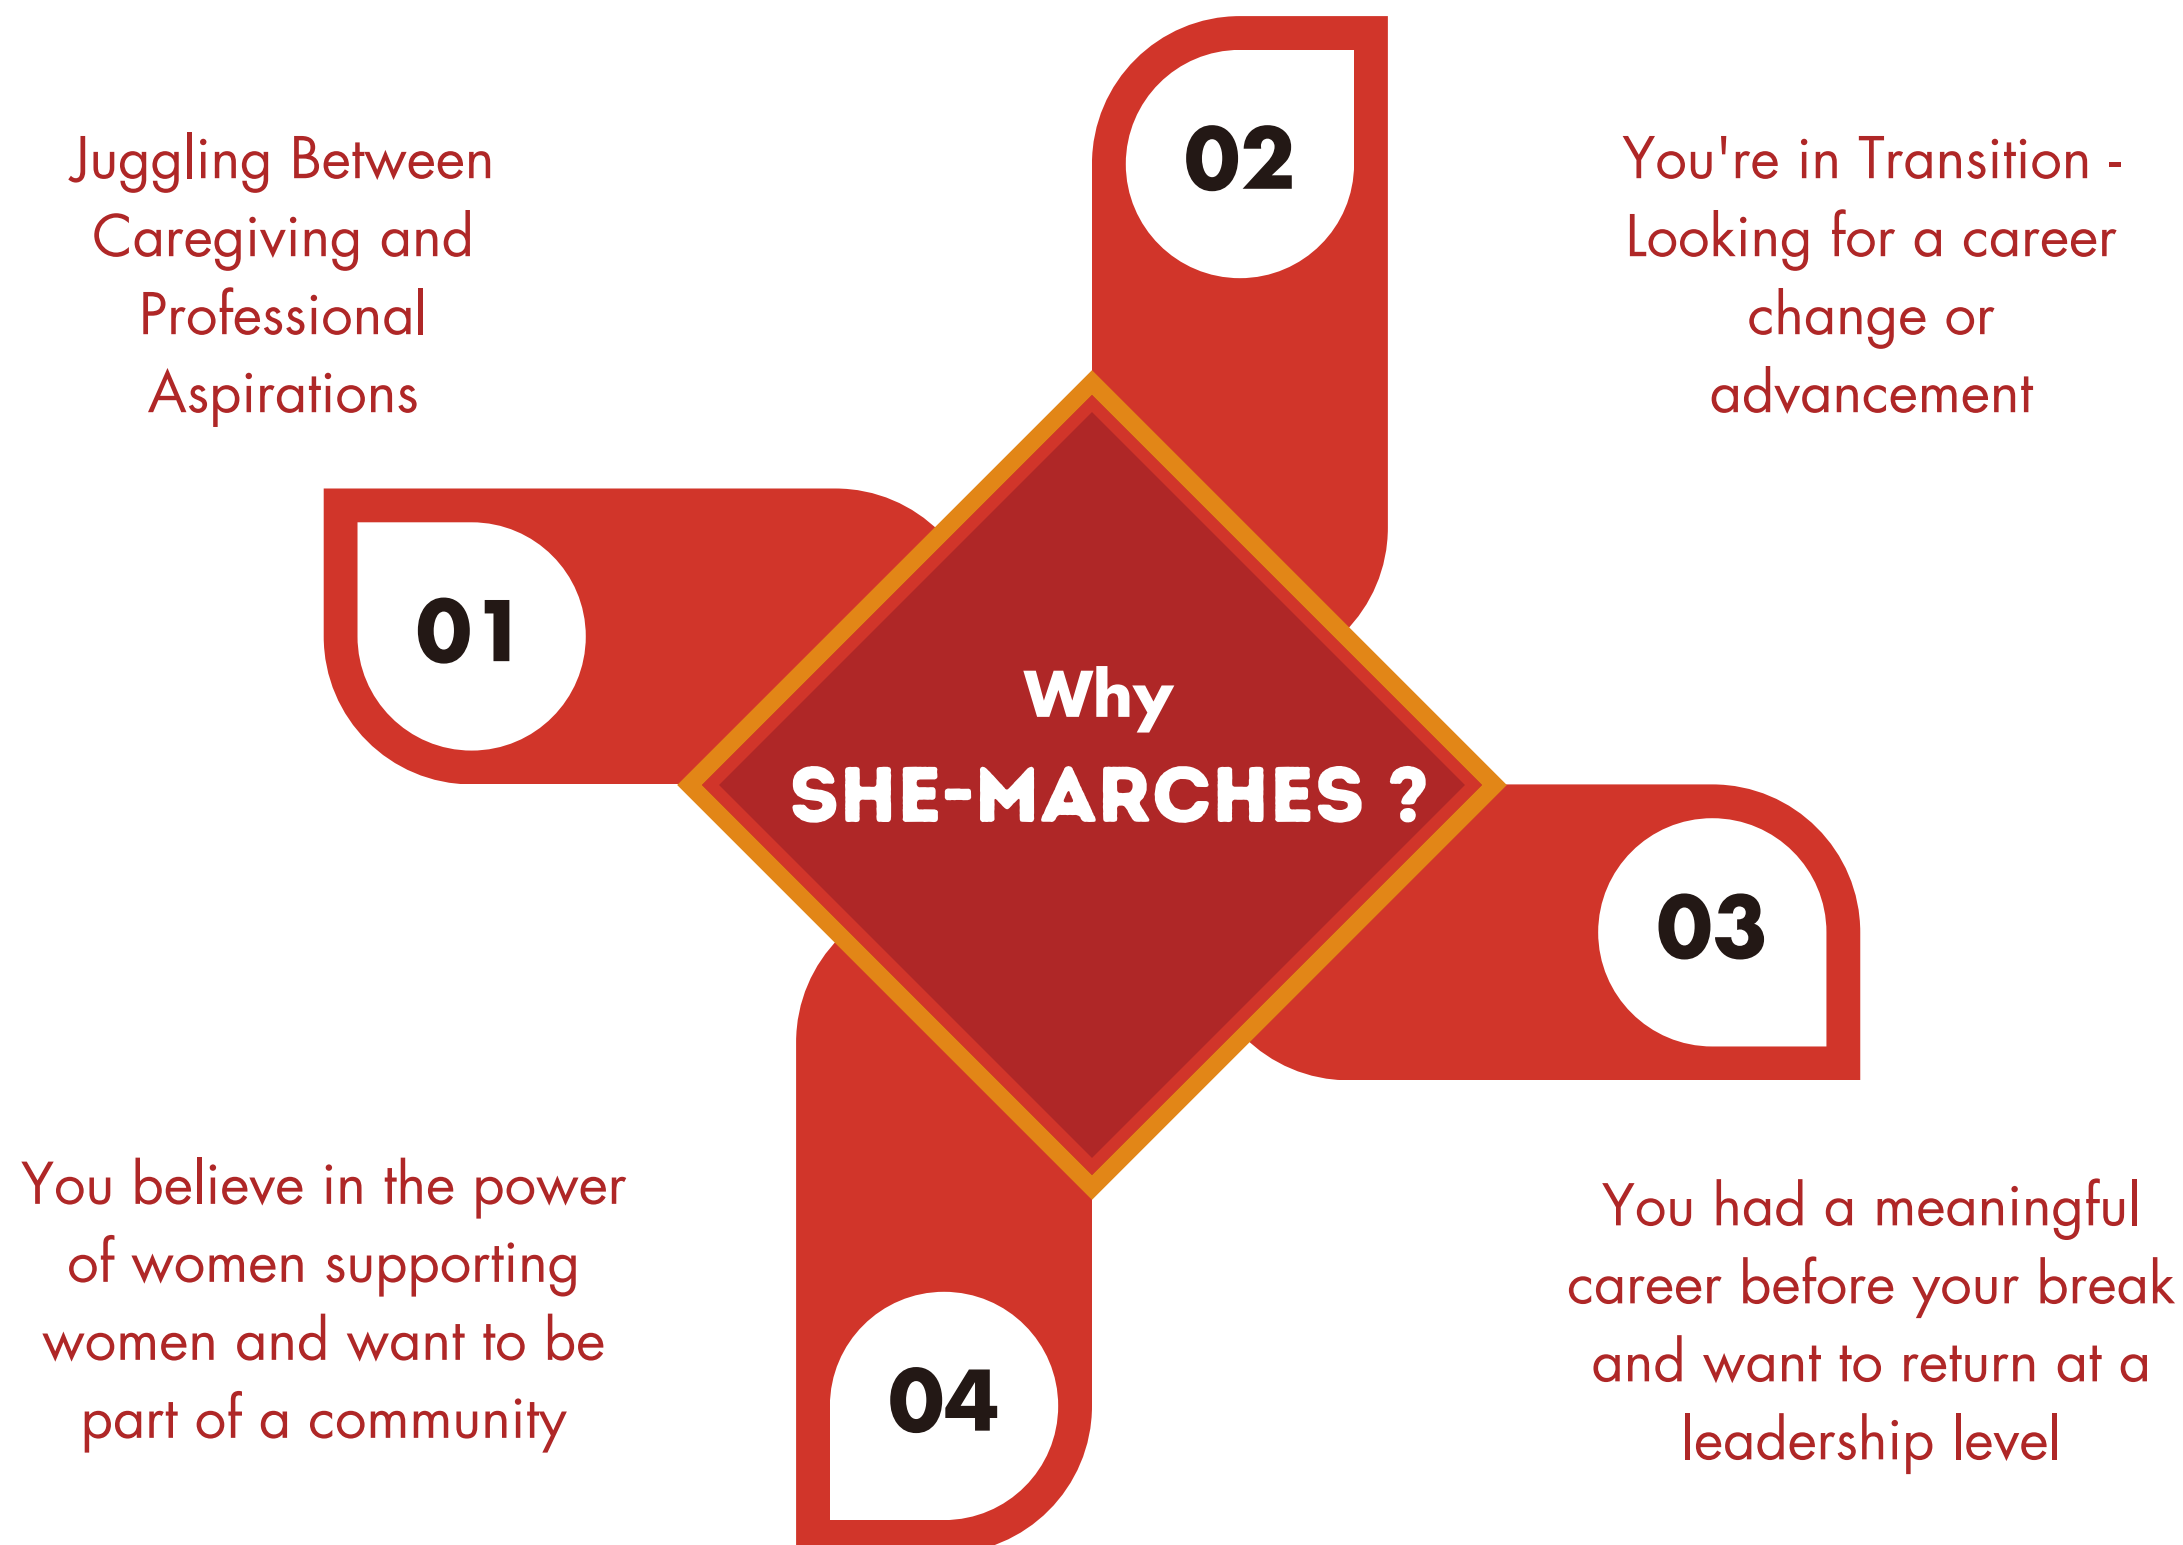 Juggling Between
Caregiving and
Professional
Aspirations
01
02
You're in Transition -
Looking for a career
change or
advancement
Why
SHE-MARCHES ?
03
You had a meaningful
career before your break
and want to return at a
leadership level
04
You believe in the power
of women supporting
women and want to be
part of a community